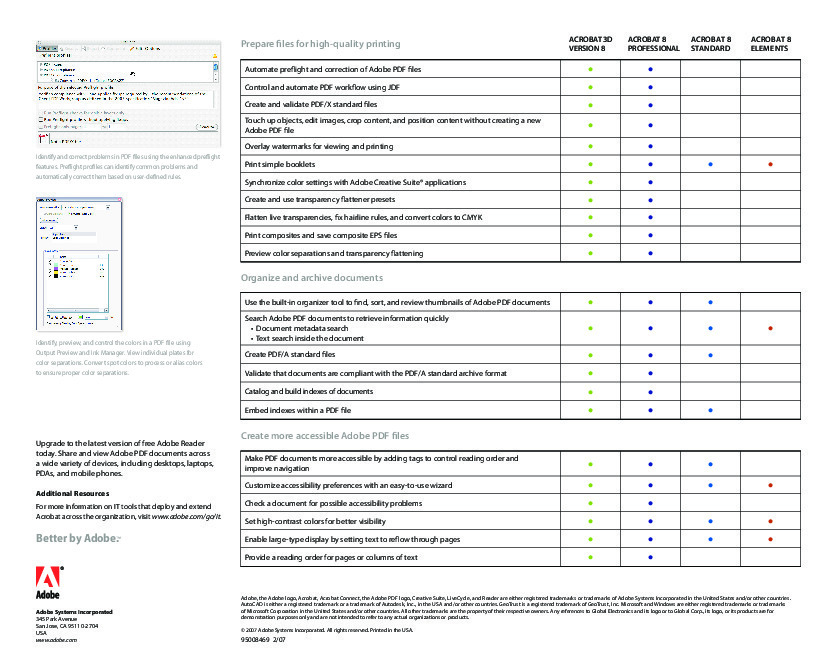 Identify and correct problems in PDF files using the enhanced preflight
features. Preflight profiles can identify common problems and
automatically correct them based on user-defined rules.
Identify, preview, and control the colors in a PDF file using
Output Preview and Ink Manager. View individual plates for
color separations. Convert spot colors to process or alias colors
to ensure proper color separations.
Upgrade to the latest version of free Adobe Reader
today. Share and view Adobe PDF documents across
a wide variety of devices, including desktops, laptops,
PDAs, and mobile phones.
Additional Resources
For more information on IT tools that deploy and extend
Acrobat across the organization, visit www.adobe.com/go/it.
Better by Adobe.™
Adobe
Adobe Systems Incorporated
345 Park Avenue
San Jose, CA 95110-2704
USA
www.adobe.com
Prepare files for high-quality printing
ACROBAT 3D
VERSION 8
ACROBAT 8
PROFESSIONAL
ACROBAT 8
STANDARD
ACROBAT 8
ELEMENTS
Automate preflight and correction of Adobe PDF files
Control and automate PDF workflow using JDF
Create and validate PDF/X standard files
Touch up objects, edit images, crop content, and position content without creating a new
Adobe PDF file
Overlay watermarks for viewing and printing
Print simple booklets
Synchronize color settings with Adobe Creative Suite® applications
Create and use transparency flattener presets
Flatten live transparencies, fix hairline rules, and convert colors to CMYK
Print composites and save composite EPS files
Preview color separations and transparency flattening
Organize and archive documents
Use the built-in organizer tool to find, sort, and review thumbnails of Adobe PDF documents
Search Adobe PDF documents to retrieve information quickly
• Document metadata search
• Text search inside the document
Create PDF/A standard files
Validate that documents are compliant with the PDF/A standard archive format
Catalog and build indexes of documents
Embed indexes within a PDF file
Create more accessible Adobe PDF files
Make PDF documents more accessible by adding tags to control reading order and
improve navigation
Customize accessibility preferences with an easy-to-use wizard
Check a document for possible accessibility problems
Set high-contrast colors for better visibility
Enable large-type display by setting text to reflow through pages
Provide a reading order for pages or columns of text
Adobe, the Adobe logo, Acrobat, Acrobat Connect, the Adobe PDF logo, Creative Suite, LiveCycle, and Reader are either registered trademarks or trademarks of Adobe Systems Incorporated in the United States and/or other countries.
AutoCAD is either a registered trademark or a trademark of Autodesk, Inc., in the USA and/or other countries. GeoTrust is a registered trademark of GeoTrust, Inc. Microsoft and Windows are either registered trademarks or trademarks
of Microsoft Corporation in the United States and/or other countries. All other trademarks are the property of their respective owners. Any references to Global Electronics and its logo or Global Corp., its logo, or its products are for
demonstration purposes only and are not intended to refer to any actual organizations or products.
© 2007 Adobe Systems Incorporated. All rights reserved. Printed in the USA.
95008469 2/07